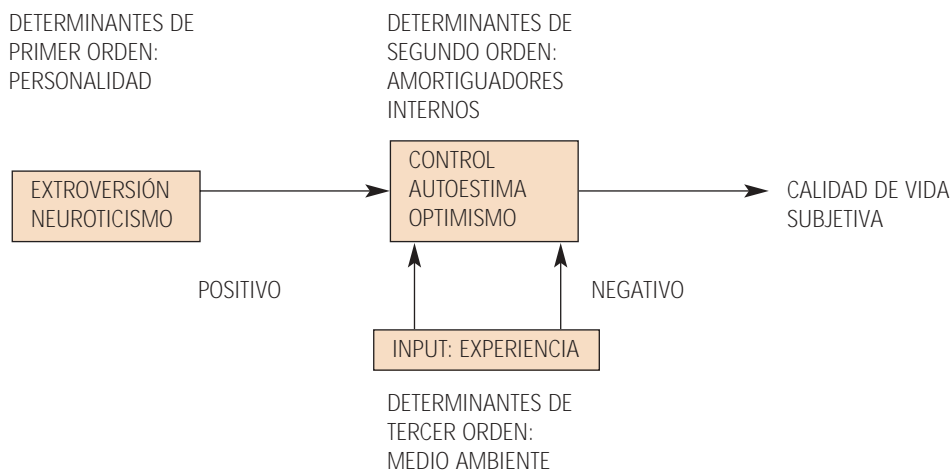 DETERMINANTES DE
PRIMER ORDEN:
PERSONALIDAD
DETERMINANTES DE
SEGUNDO ORDEN:
AMORTIGUADORES
INTERNOS
EXTROVERSIÓN
NEUROTICISMO
CONTROL
AUTOESTIMA
OPTIMISMO
CALIDAD DE VIDA
SUBJETIVA
POSITIVO
NEGATIVO
INPUT: EXPERIENCIA
DETERMINANTES DE
TERCER ORDEN:
MEDIO AMBIENTE